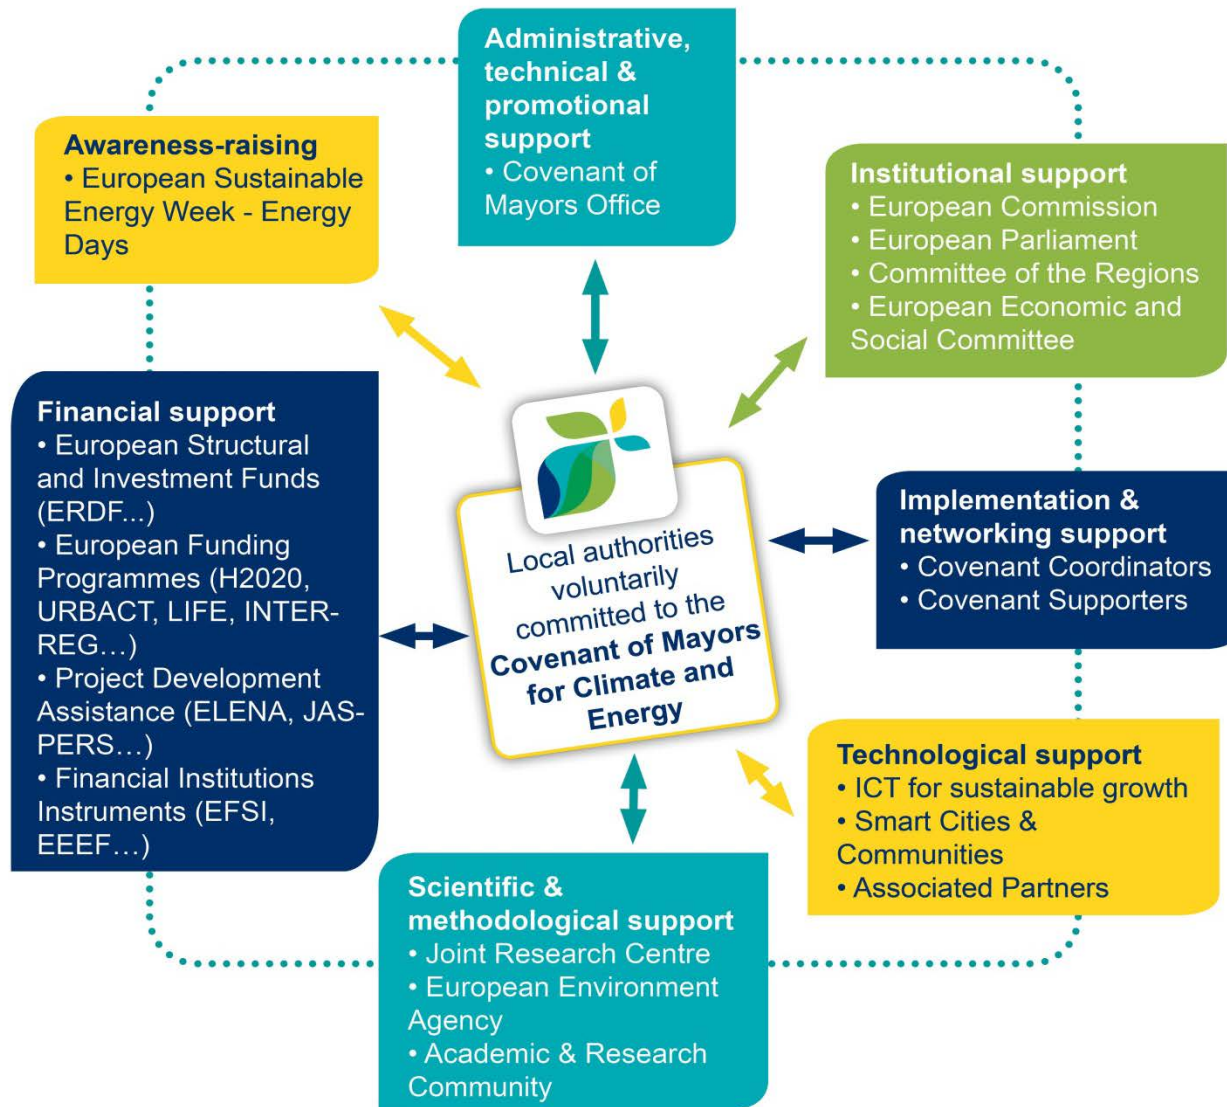 Administrative,
technical &
promotional
support
• Covenant of
Mayors Office
Awareness-raising
• European Sustainable
Energy Week - Energy
Days
Institutional support
• European Commission
• European Parliament
• Committee of the Regions
• European Economic and
Social Committee
Financial support
• European Structural
and Investment Funds
(ERDF...)
• European Funding
Programmes (H2020,
URBACT, LIFE, INTER-
REG…)
• Project Development
Assistance (ELENA, JAS-
PERS…)
• Financial Institutions
Instruments (EFSI,
EEEF…)
Local authorities
voluntarily
committed to the
Covenant of Mayors
for Climate and
Energy
Implementation &
networking support
• Covenant Coordinators
• Covenant Supporters
Technological support
• ICT for sustainable growth
• Smart Cities &
Communities
• Associated Partners
Scientific &
methodological support
• Joint Research Centre
• European Environment
Agency
• Academic & Research
Community